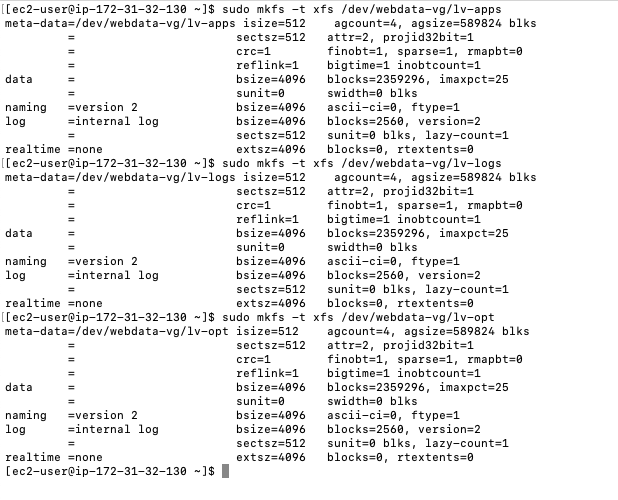 [[ec2-user@ip-172-31-32-130 ~]$ sudo mkfs -t xfs /dev/webdata-vg/lv-apps
meta-data=/dev/webdata-vg/lv-apps isize=512    agcount=4, agsize=589824 blks
         =                       sectsz=512   attr=2, projid32bit=1
         =                       crc=1        finobt=1, sparse=1, rmapbt=0
         =                       reflink=1    bigtime=1 inobtcount=1
data     =                       bsize=4096   blocks=2359296, imaxpct=25
         =                       sunit=0      swidth=0 blks
naming   =version 2              bsize=4096   ascii-ci=0, ftype=1
log      =internal log           bsize=4096   blocks=2560, version=2
         =                       sectsz=512   sunit=0 blks, lazy-count=1
realtime =none                   extsz=4096   blocks=0, rtextents=0
[[ec2-user@ip-172-31-32-130 ~]$ sudo mkfs -t xfs /dev/webdata-vg/lv-logs
meta-data=/dev/webdata-vg/lv-logs isize=512    agcount=4, agsize=589824 blks
         =                       sectsz=512   attr=2, projid32bit=1
         =                       crc=1        finobt=1, sparse=1, rmapbt=0
         =                       reflink=1    bigtime=1 inobtcount=1
data     =                       bsize=4096   blocks=2359296, imaxpct=25
         =                       sunit=0      swidth=0 blks
naming   =version 2              bsize=4096   ascii-ci=0, ftype=1
log      =internal log           bsize=4096   blocks=2560, version=2
         =                       sectsz=512   sunit=0 blks, lazy-count=1
realtime =none                   extsz=4096   blocks=0, rtextents=0
[[ec2-user@ip-172-31-32-130 ~]$ sudo mkfs -t xfs /dev/webdata-vg/lv-opt
meta-data=/dev/webdata-vg/lv-opt isize=512    agcount=4, agsize=589824 blks
         =                       sectsz=512   attr=2, projid32bit=1
         =                       crc=1        finobt=1, sparse=1, rmapbt=0
         =                       reflink=1    bigtime=1 inobtcount=1
data     =                       bsize=4096   blocks=2359296, imaxpct=25
         =                       sunit=0      swidth=0 blks
naming   =version 2              bsize=4096   ascii-ci=0, ftype=1
log      =internal log           bsize=4096   blocks=2560, version=2
         =                       sectsz=512   sunit=0 blks, lazy-count=1
realtime =none                   extsz=4096   blocks=0, rtextents=0
[ec2-user@ip-172-31-32-130 ~]$